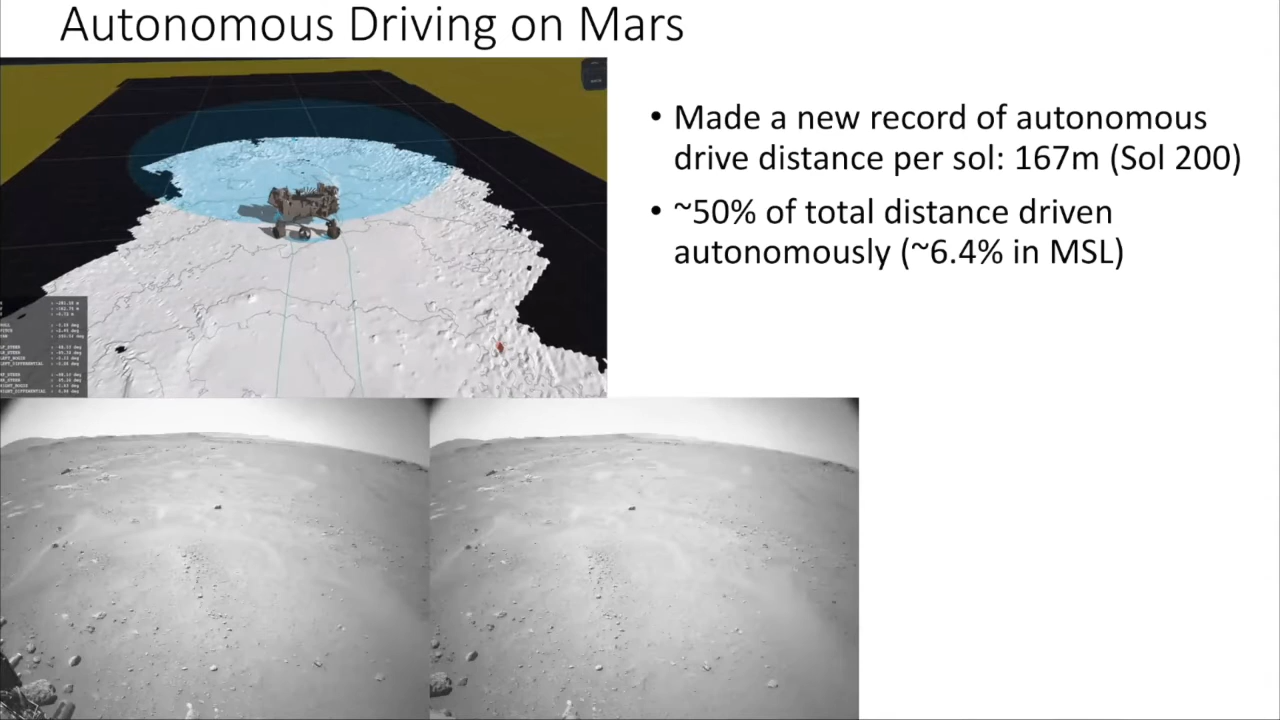 Autonomous Driving on Mars
• Made a new record of autonomous
drive distance per sol: 167m (Sol 200)
• ~50% of total distance driven
autonomously (~6.4% in MSL)